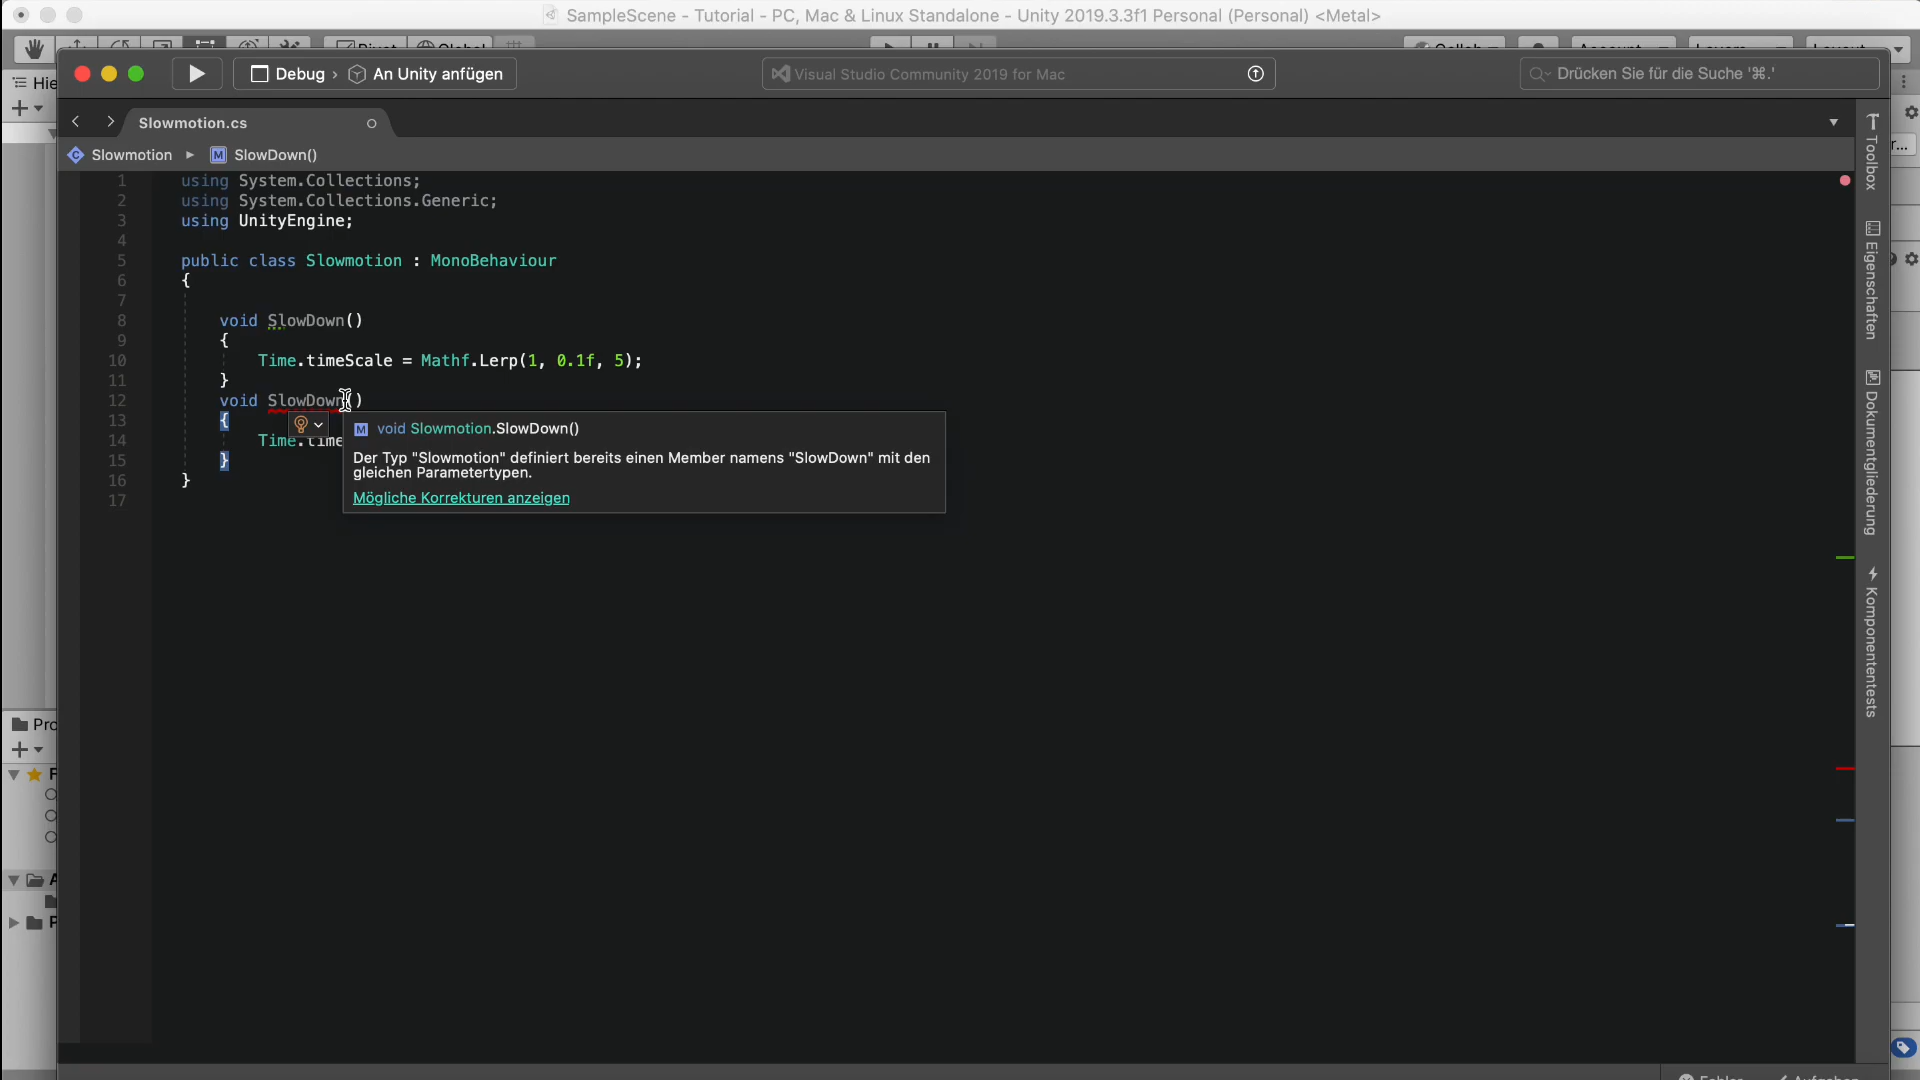 SampleScene - Tutorial - PC, Mac & Linux Standalone - Unity 2019.3.3f1 Personal (Personal) <Metal>
Debug › An Unity anfügen
Visual Studio Community 2019 for Mac
Drücken Sie für die Suche '⌘.'
Hie
Slowmotion.cs
Slowmotion ▸ M SlowDown()
1 using System.Collections;
2 using System.Collections.Generic;
3 using UnityEngine;
4
5 public class Slowmotion : MonoBehaviour
6 {
7
8 void SlowDown()
9 {
10 Time.timeScale = Mathf.Lerp(1, 0.1f, 5);
11 }
12 void SlowDown()
13 {
14 Time.time
15 }
16 }
17
M void Slowmotion.SlowDown()
Der Typ "Slowmotion" definiert bereits einen Member namens "SlowDown" mit den
gleichen Parametertypen.
Mögliche Korrekturen anzeigen
Toolbox
Eigenschaften
Dokumentgliederung
Komponententests
Pro
F
A
P